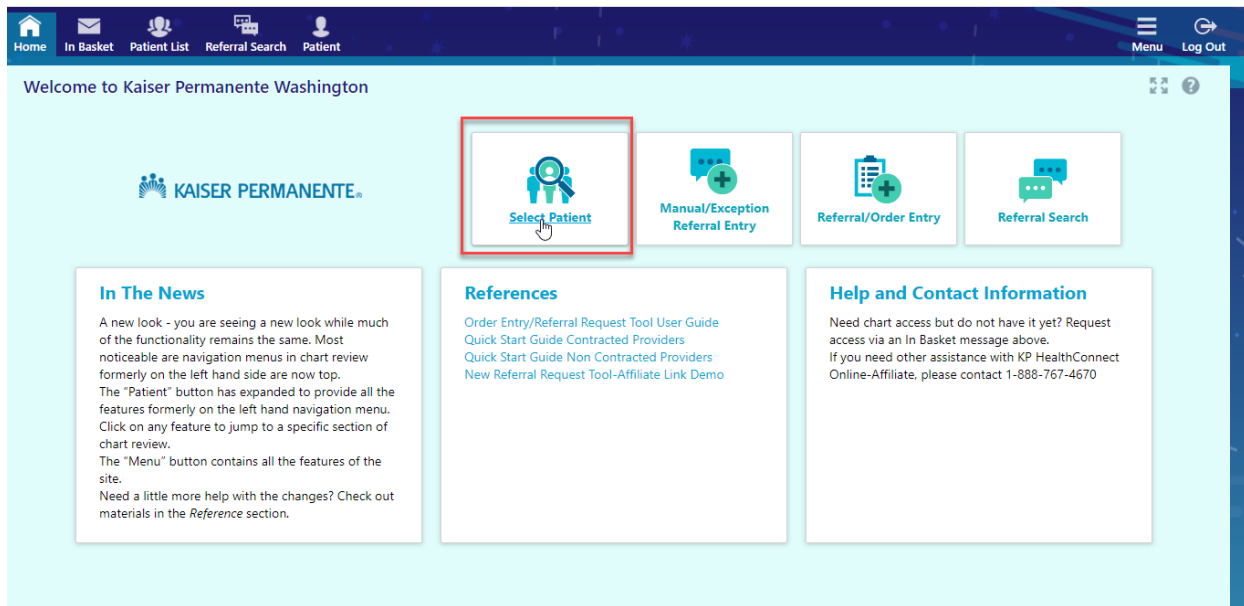 Home
In Basket
Patient List
Referral Search
Patient
Menu
Log Out
Welcome to Kaiser Permanente Washington
KAISER PERMANENTE®
Select Patient
Manual/Exception
Referral Entry
Referral/Order Entry
Referral Search
In The News
A new look - you are seeing a new look while much
of the functionality remains the same. Most
noticeable are navigation menus in chart review
formerly on the left hand side are now top.
The "Patient" button has expanded to provide all the
features formerly on the left hand navigation menu.
Click on any feature to jump to a specific section of
chart review.
The "Menu" button contains all the features of the
site.
Need a little more help with the changes? Check out
materials in the Reference section.
References
Order Entry/Referral Request Tool User Guide
Quick Start Guide Contracted Providers
Quick Start Guide Non Contracted Providers
New Referral Request Tool-Affiliate Link Demo
Help and Contact Information
Need chart access but do not have it yet? Request
access via an In Basket message above.
If you need other assistance with KP HealthConnect
Online-Affiliate, please contact 1-888-767-4670